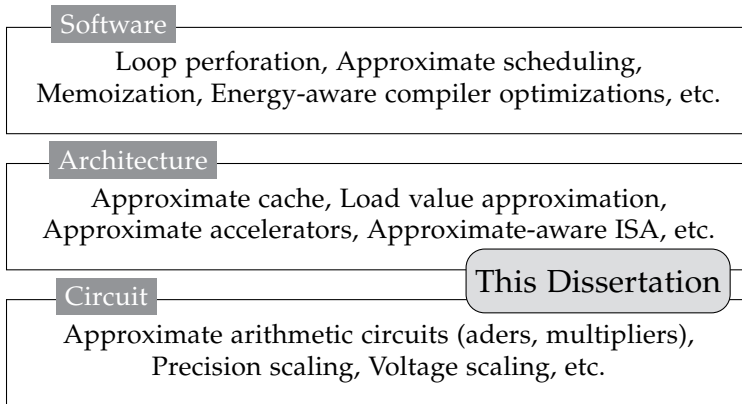 Software
Loop perforation, Approximate scheduling,
Memoization, Energy-aware compiler optimizations, etc.
Architecture
Approximate cache, Load value approximation,
Approximate accelerators, Approximate-aware ISA, etc.
This Dissertation
Circuit
Approximate arithmetic circuits (aders, multipliers),
Precision scaling, Voltage scaling, etc.